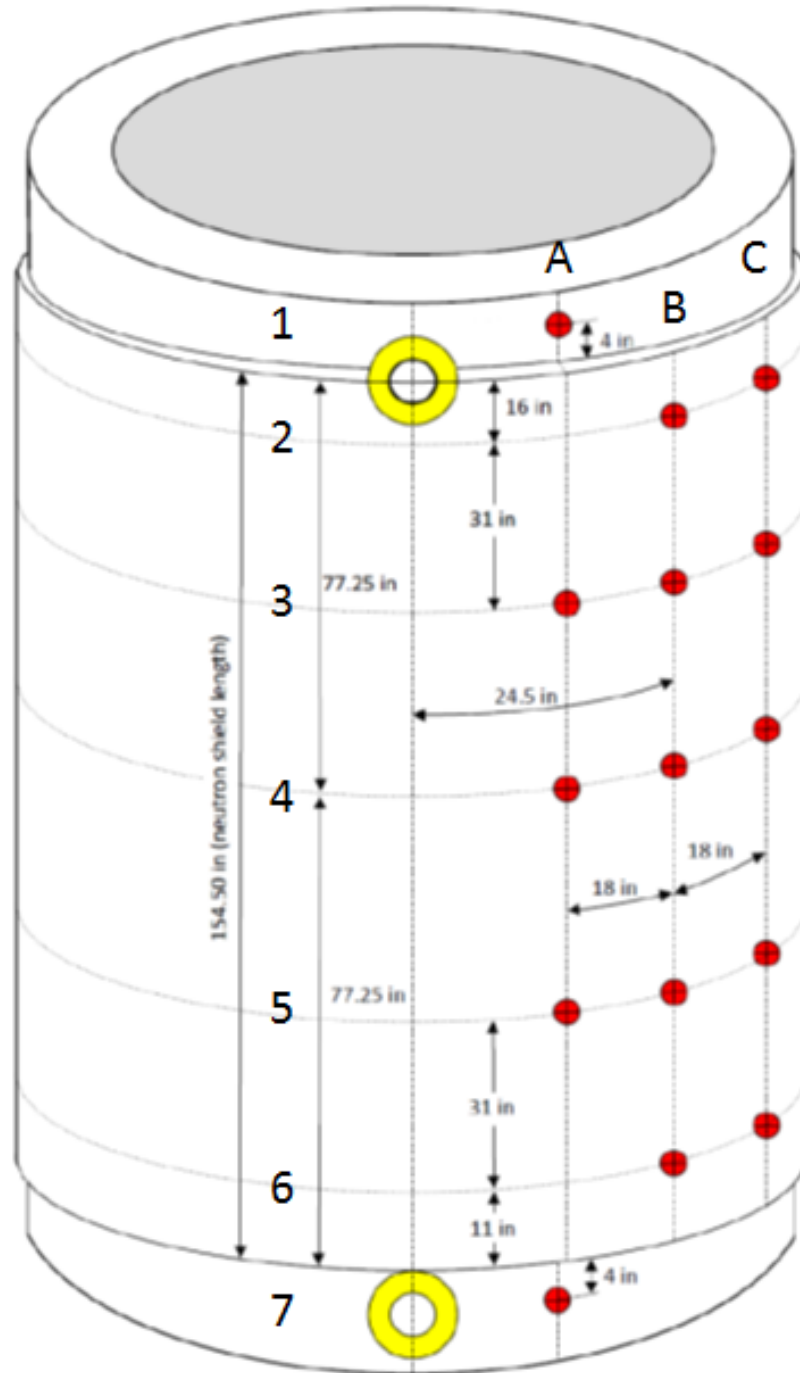 A
C
B
1
4 in
16 in
2
31 in
77.25 in
3
24.5 in
154.50 in (neutron shield length)
4
18 in
18 in
77.25 in
5
31 in
6
11 in
4 in
7